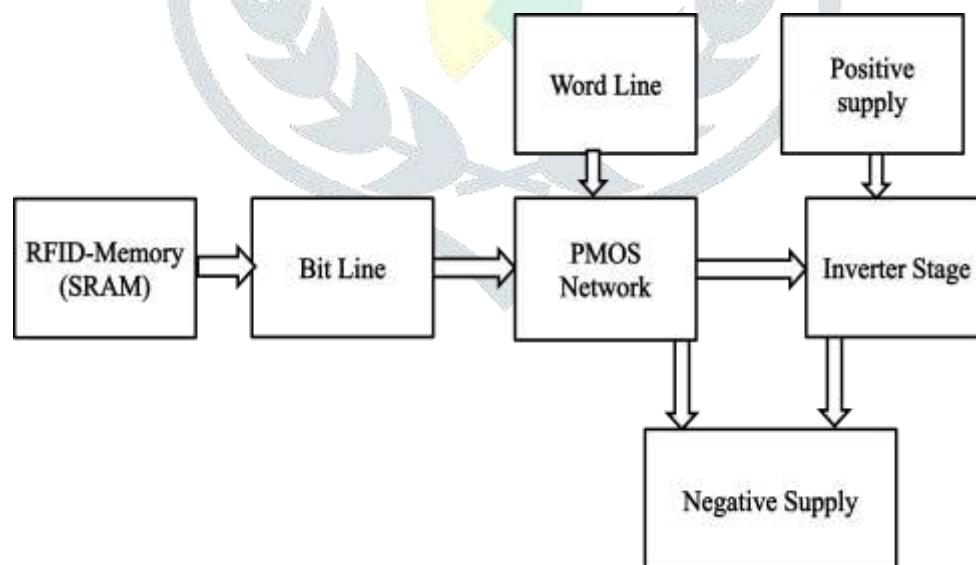 Word Line
Positive
supply
RFID-Memory
(SRAM)
Bit Line
PMOS
Network
Inverter Stage
Negative Supply